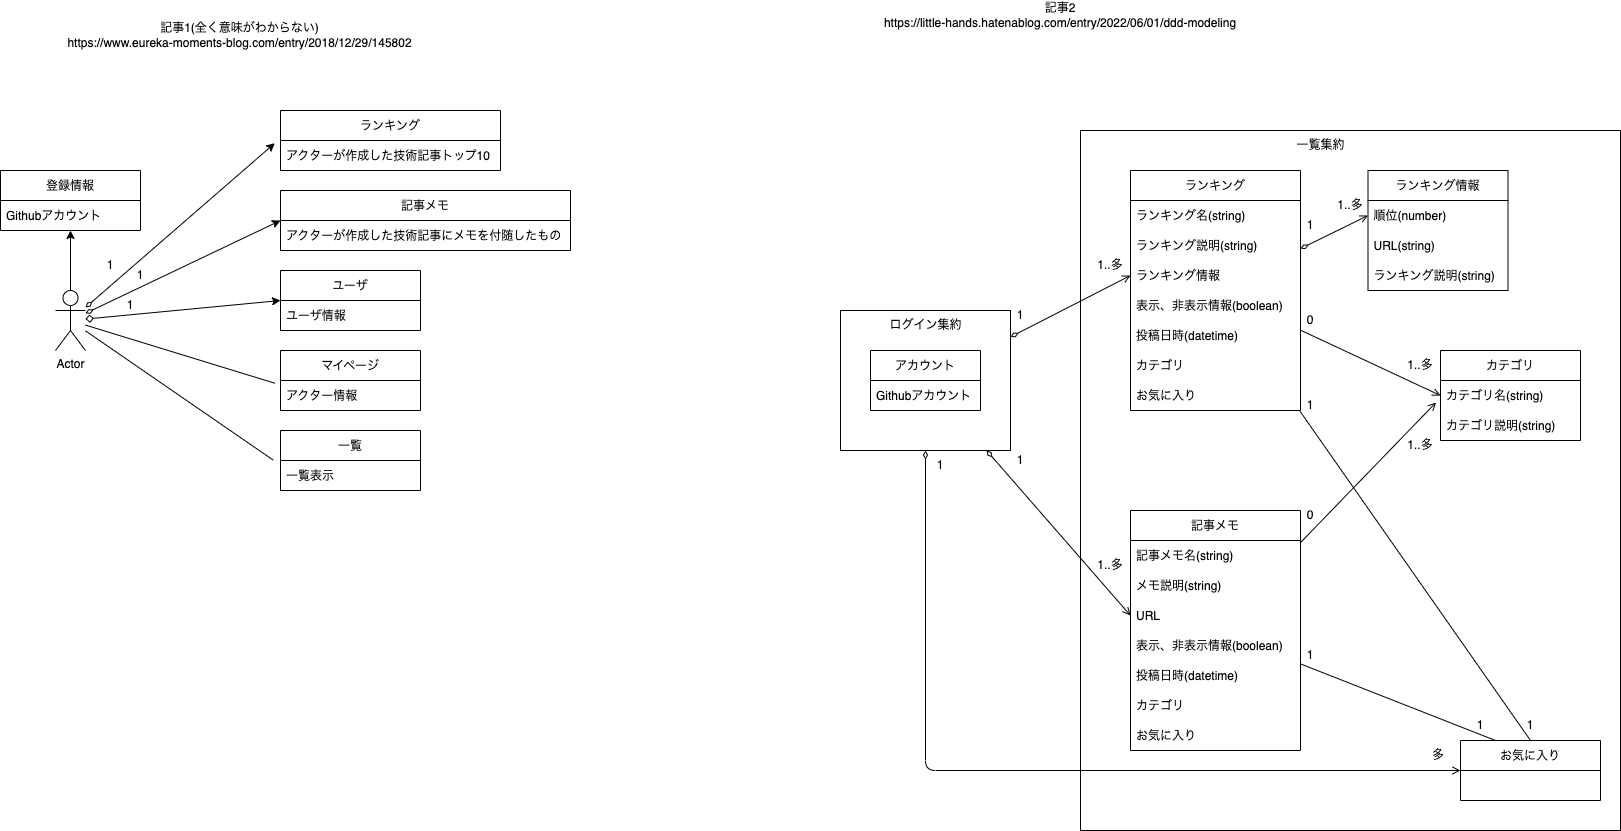 記事1(全く意味がわからない)
https://www.eureka-moments-blog.com/entry/2018/12/29/145802
ランキング
アクターが作成した技術記事トップ10
登録情報
Githubアカウント
記事メモ
アクターが作成した技術記事にメモを付随したもの
1
1
1
ユーザ
ユーザ情報
Actor
マイページ
アクター情報
一覧
一覧表示
記事2
https://little-hands.hatenablog.com/entry/2022/06/01/ddd-modeling
一覧集約
ランキング
ランキング名(string)
ランキング説明(string)
ランキング情報
表示、非表示情報(boolean)
投稿日時(datetime)
カテゴリ
お気に入り
1
1..多
ランキング情報
順位(number)
URL(string)
ランキング説明(string)
1..多
1
ログイン集約
アカウント
Githubアカウント
0
1..多
カテゴリ
カテゴリ名(string)
カテゴリ説明(string)
1..多
1
1
1
0
1..多
記事メモ
記事メモ名(string)
メモ説明(string)
URL
表示、非表示情報(boolean)
投稿日時(datetime)
カテゴリ
お気に入り
1
1
1
多
お気に入り